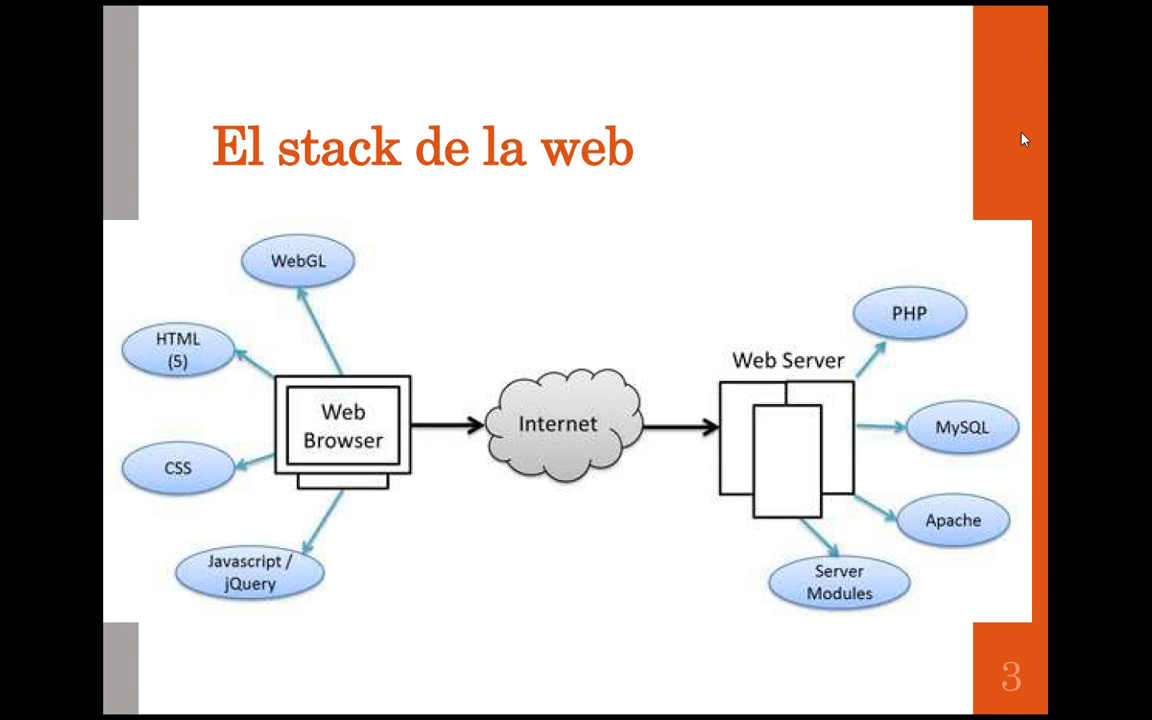 El stack de la web
WebGL
HTML
(5)
CSS
Javascript /
jQuery
Web
Browser
Internet
Web Server
PHP
MySQL
Apache
Server
Modules
3